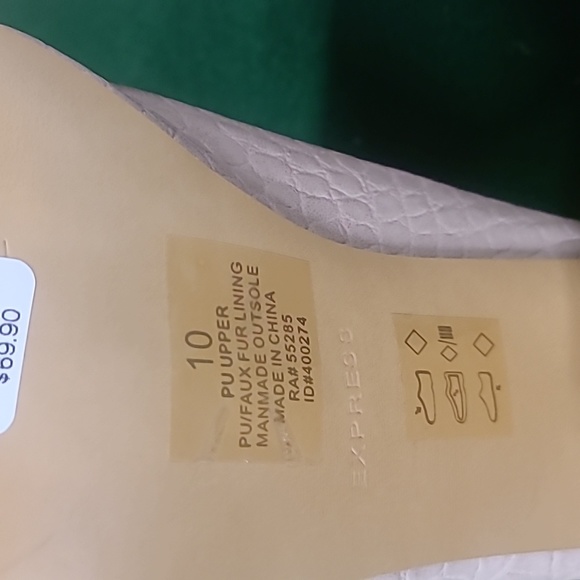 10
PU UPPER
PU/FAUX FUR LINING
MANMADE OUTSOLE
MADE IN CHINA
RA# 55285
ID#400274
EXPRESS
$69.90